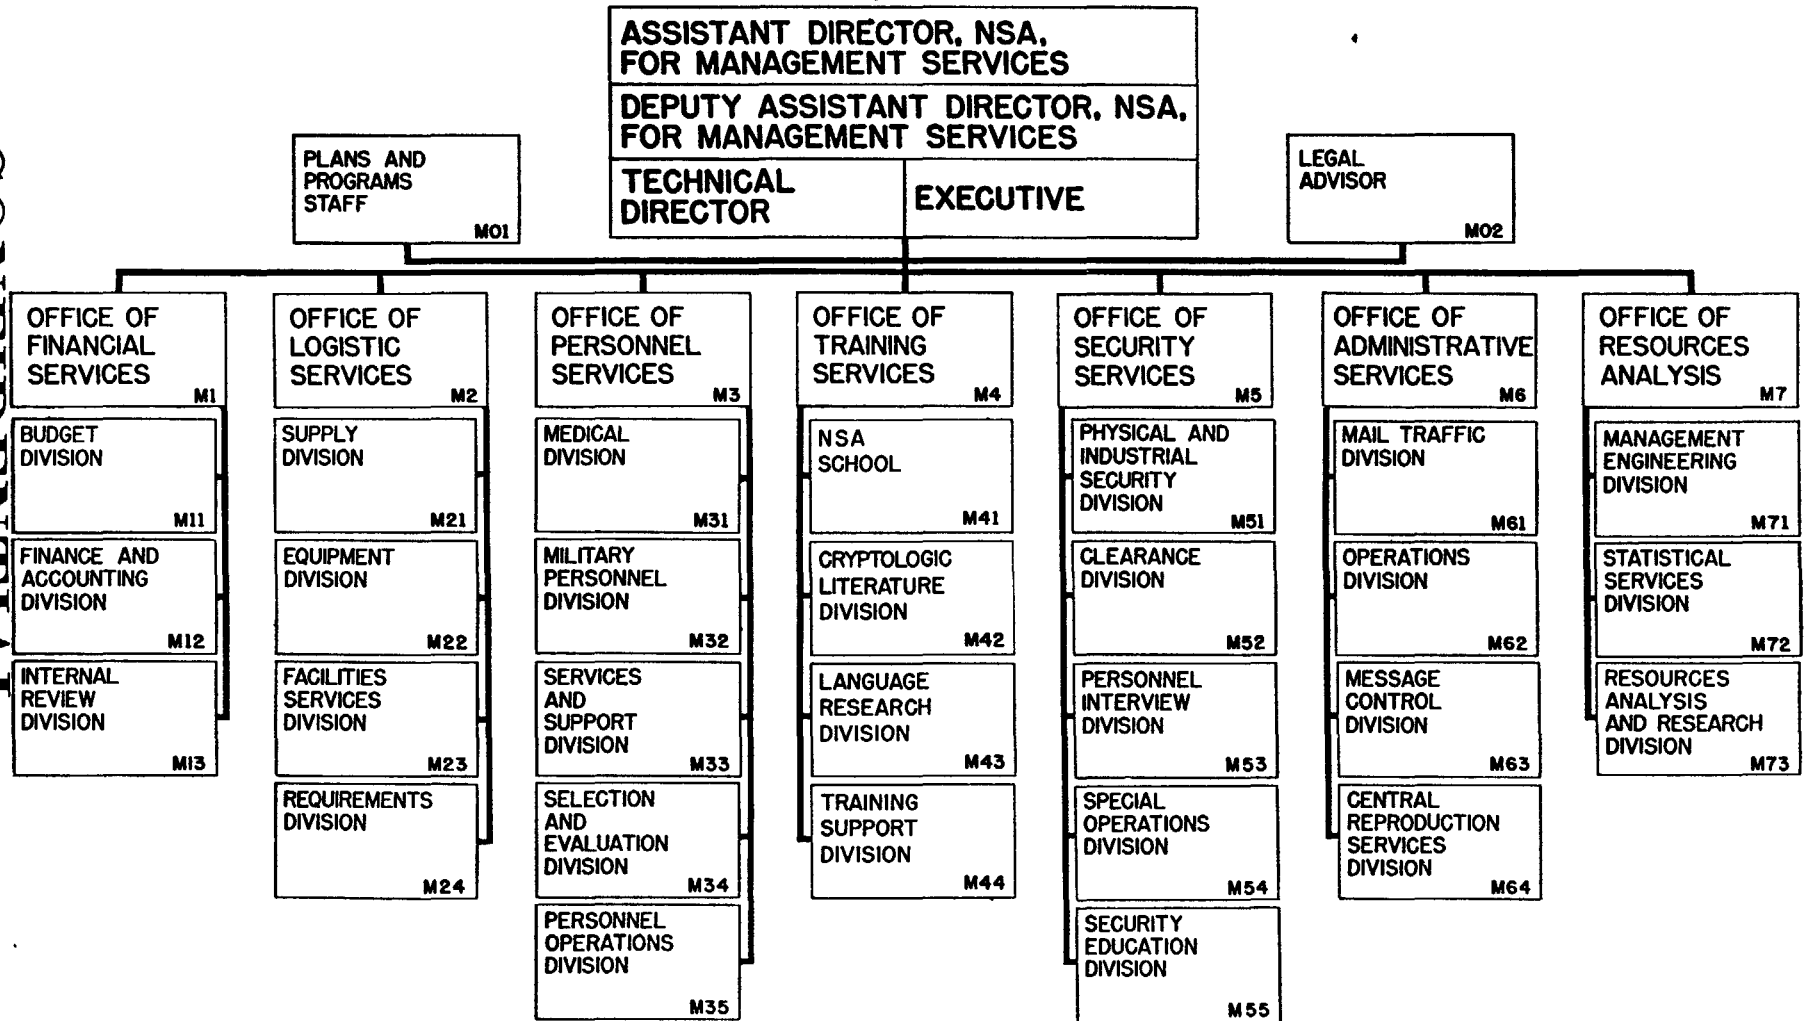 ASSISTANT DIRECTOR, NSA,
FOR MANAGEMENT SERVICES
DEPUTY ASSISTANT DIRECTOR, NSA,
FOR MANAGEMENT SERVICES
TECHNICAL
DIRECTOR
EXECUTIVE
PLANS AND
PROGRAMS
STAFF
M01
LEGAL
ADVISOR
M02
OFFICE OF
FINANCIAL
SERVICES
M1
BUDGET
DIVISION
M11
FINANCE AND
ACCOUNTING
DIVISION
M12
INTERNAL
REVIEW
DIVISION
M13
OFFICE OF
LOGISTIC
SERVICES
M2
SUPPLY
DIVISION
M21
EQUIPMENT
DIVISION
M22
FACILITIES
SERVICES
DIVISION
M23
REQUIREMENTS
DIVISION
M24
OFFICE OF
PERSONNEL
SERVICES
M3
MEDICAL
DIVISION
M31
MILITARY
PERSONNEL
DIVISION
M32
SERVICES
AND
SUPPORT
DIVISION
M33
SELECTION
AND
EVALUATION
DIVISION
M34
PERSONNEL
OPERATIONS
DIVISION
M35
OFFICE OF
TRAINING
SERVICES
M4
NSA
SCHOOL
M41
CRYPTOLOGIC
LITERATURE
DIVISION
M42
LANGUAGE
RESEARCH
DIVISION
M43
TRAINING
SUPPORT
DIVISION
M44
OFFICE OF
SECURITY
SERVICES
M5
PHYSICAL AND
INDUSTRIAL
SECURITY
DIVISION
M51
CLEARANCE
DIVISION
M52
PERSONNEL
INTERVIEW
DIVISION
M53
SPECIAL
OPERATIONS
DIVISION
M54
SECURITY
EDUCATION
DIVISION
M55
OFFICE OF
ADMINISTRATIVE
SERVICES
M6
MAIL TRAFFIC
DIVISION
M61
OPERATIONS
DIVISION
M62
MESSAGE
CONTROL
DIVISION
M63
CENTRAL
REPRODUCTION
SERVICES
DIVISION
M64
OFFICE OF
RESOURCES
ANALYSIS
M7
MANAGEMENT
ENGINEERING
DIVISION
M71
STATISTICAL
SERVICES
DIVISION
M72
RESOURCES
ANALYSIS
AND RESEARCH
DIVISION
M73